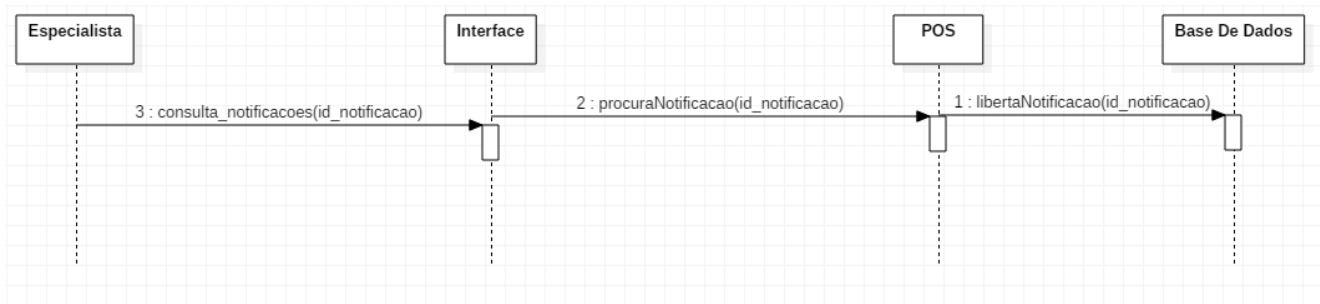 Especialista
Interface
POS
Base De Dados
3 : consulta_notificacoes(id_notificacao)
2 : procuraNotificacao(id_notificacao)
1 : libertaNotificacao(id_notificacao)